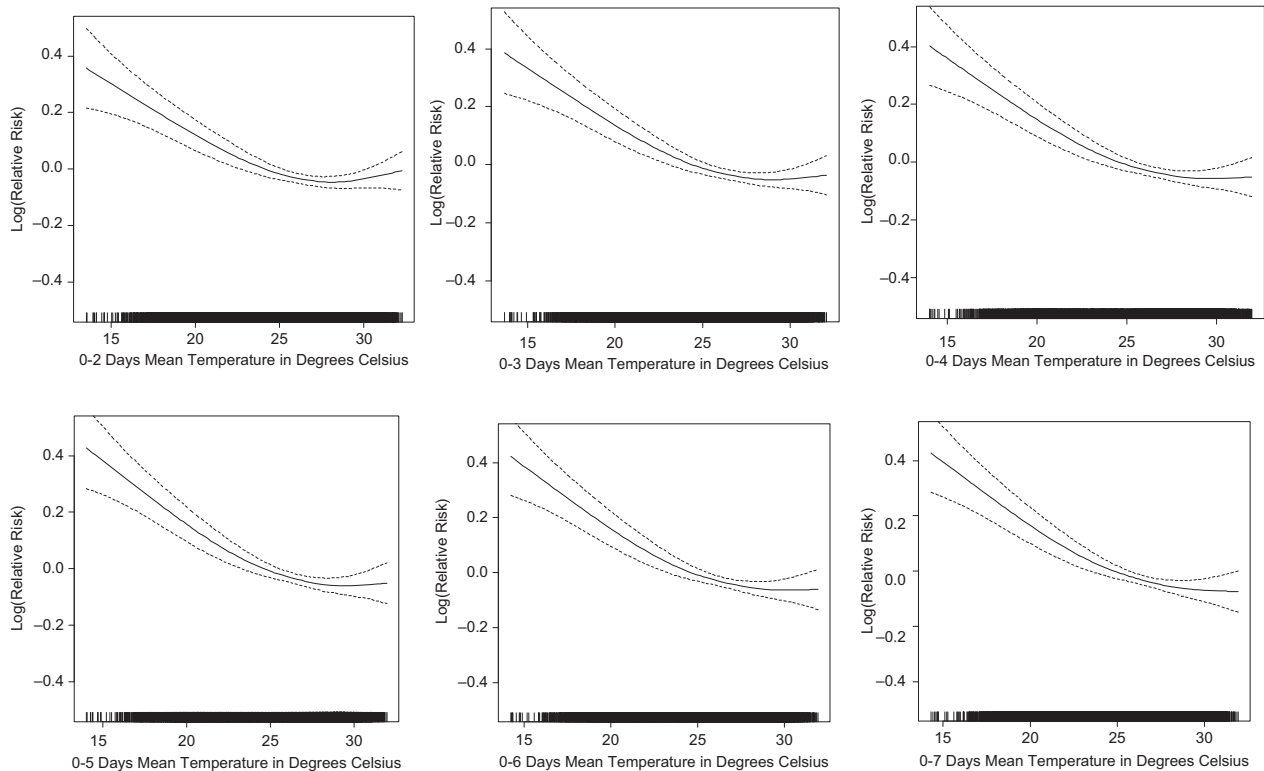 Log(Relative Risk)
0.4
0.2
0.0
–0.2
–0.4
15 20 25 30
0-2 Days Mean Temperature in Degrees Celsius
Log(Relative Risk)
0.4
0.2
0.0
–0.2
–0.4
15 20 25 30
0-3 Days Mean Temperature in Degrees Celsius
Log(Relative Risk)
0.4
0.2
0.0
–0.2
–0.4
15 20 25 30
0-4 Days Mean Temperature in Degrees Celsius
Log(Relative Risk)
0.4
0.2
0.0
–0.2
–0.4
15 20 25 30
0-5 Days Mean Temperature in Degrees Celsius
Log(Relative Risk)
0.4
0.2
0.0
–0.2
–0.4
15 20 25 30
0-6 Days Mean Temperature in Degrees Celsius
Log(Relative Risk)
0.4
0.2
0.0
–0.2
–0.4
15 20 25 30
0-7 Days Mean Temperature in Degrees Celsius